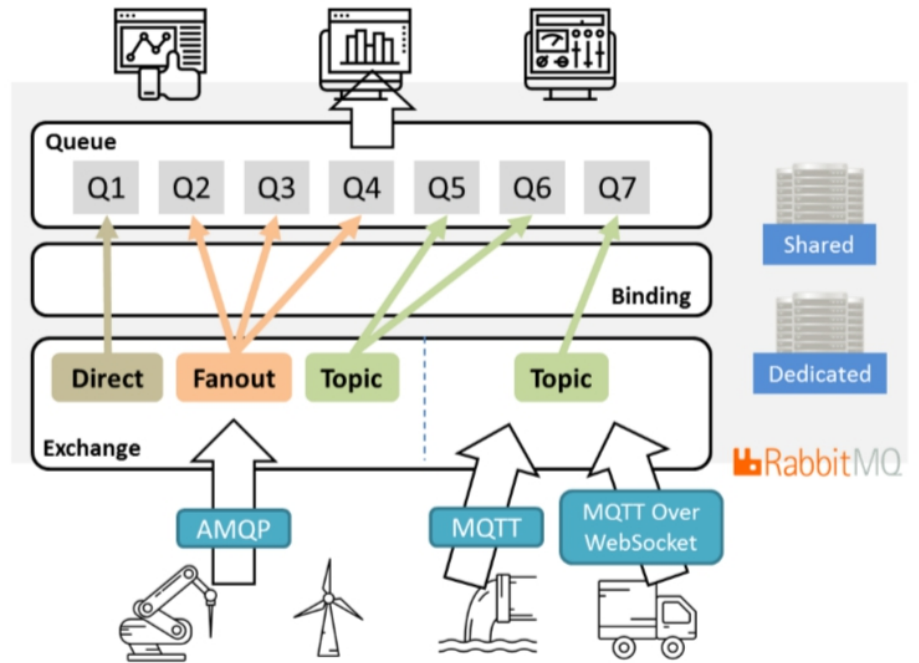 Queue
Q1 Q2 Q3 Q4 Q5 Q6 Q7
Shared
Binding
Dedicated
Direct Fanout Topic Topic
Exchange
RabbitMQ
AMQP
MQTT
MQTT Over
WebSocket